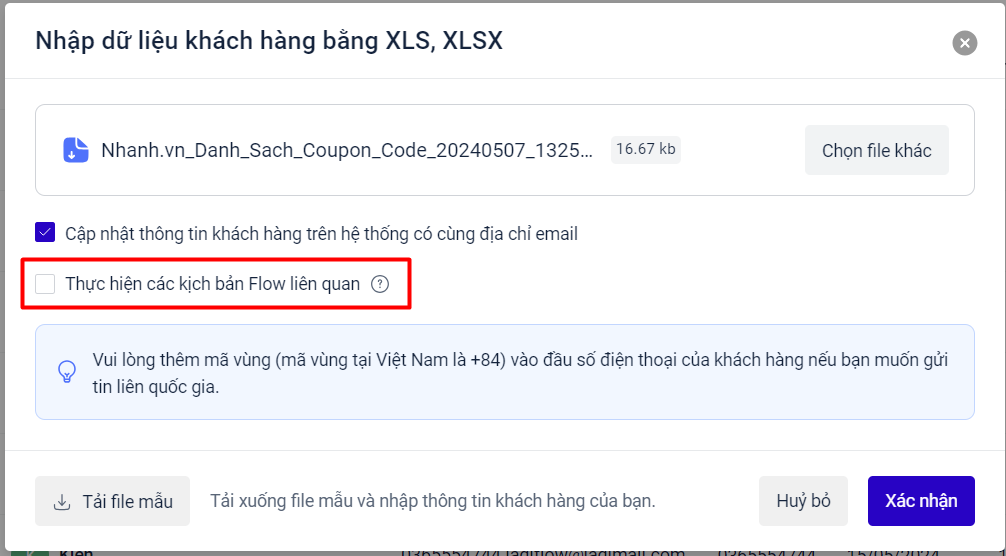 Nhập dữ liệu khách hàng bằng XLS, XLSX
Nhanh.vn_Danh_Sach_Coupon_Code_20240507_1325... 16.67 kb Chọn file khác
Cập nhật thông tin khách hàng trên hệ thống có cùng địa chỉ email
Thực hiện các kịch bản Flow liên quan ?
Vui lòng thêm mã vùng (mã vùng tại Việt Nam là +84) vào đầu số điện thoại của khách hàng nếu bạn muốn gửi
tin liên quốc gia.
Tải file mẫu Tải xuống file mẫu và nhập thông tin khách hàng của bạn. Huỷ bỏ Xác nhận